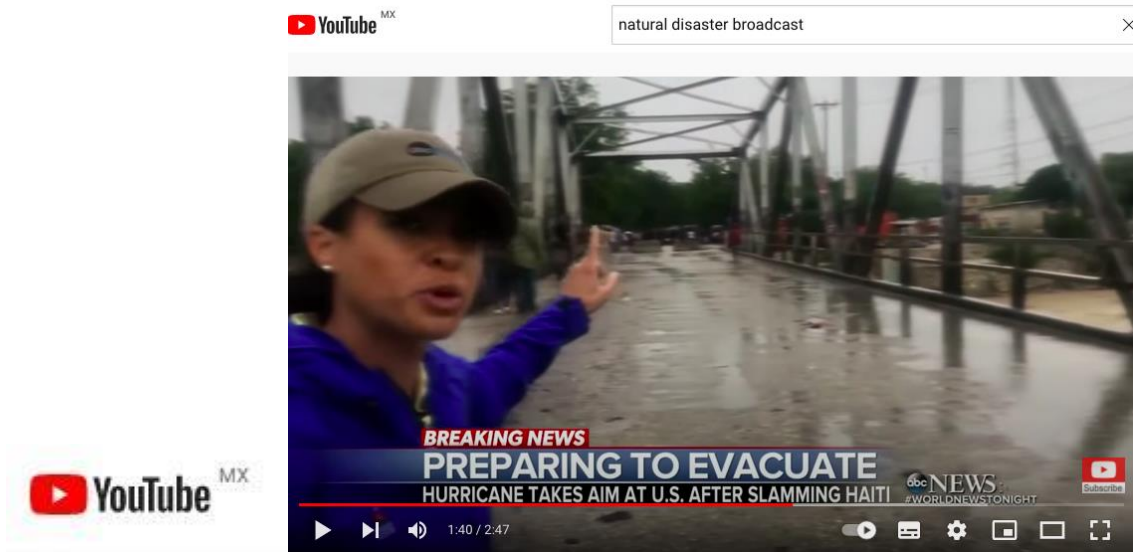 YouTube MX
natural disaster broadcast
BREAKING NEWS
PREPARING TO EVACUATE
HURRICANE TAKES AIM AT U.S. AFTER SLAMMING HAITI
abc NEWS
#WORLDNEWSTONIGHT
Subscribe
1:40 / 2:47
YouTube MX